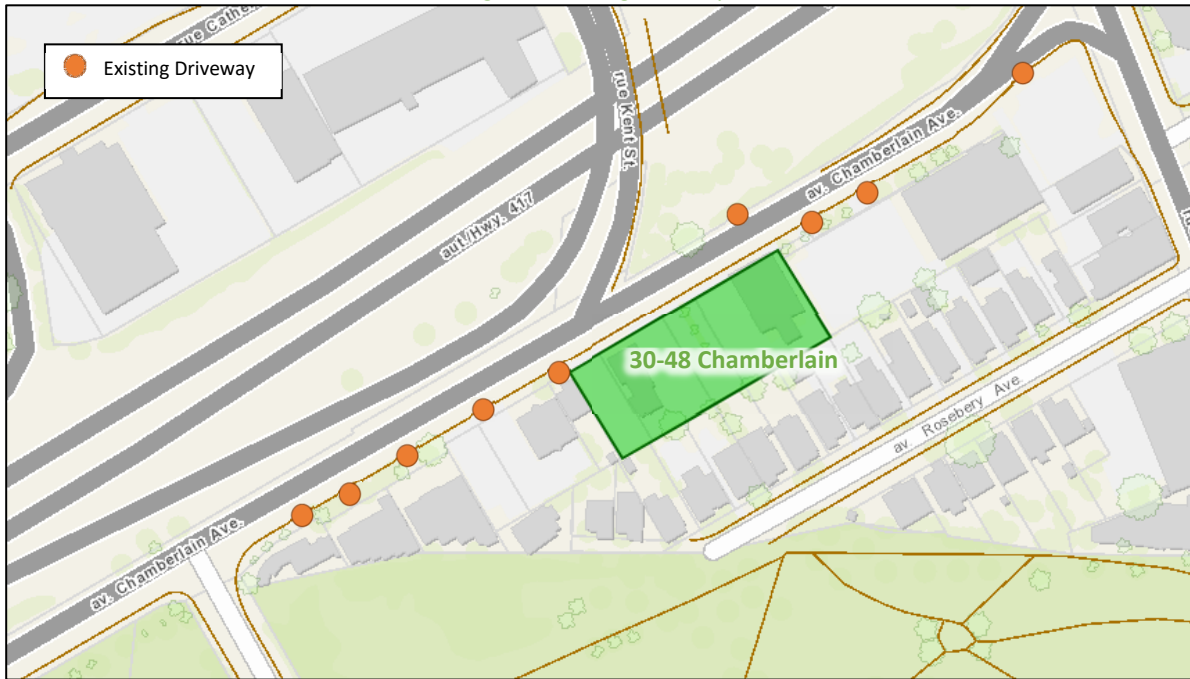 rue Cathe
Existing Driveway
rue Kent St.
av. Chamberlain Ave.
aut./Hwy. 417
30-48 Chamberlain
av. Rosebery Ave.
av. Chamberlain Ave.